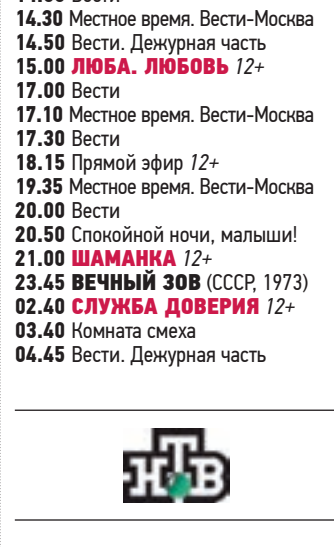 14.30 Местное время. Вести-Москва
14.50 Вести. Дежурная часть
15.00 ЛЮБА. ЛЮБОВЬ 12+
17.00 Вести
17.10 Местное время. Вести-Москва
17.30 Вести
18.15 Прямой эфир 12+
19.35 Местное время. Вести-Москва
20.00 Вести
20.50 Спокойной ночи, малыши!
21.00 ШАМАНКА 12+
23.45 ВЕЧНЫЙ ЗОВ (СССР, 1973)
02.40 СЛУЖБА ДОВЕРИЯ 12+
03.40 Комната смеха
04.45 Вести. Дежурная часть
НТВ